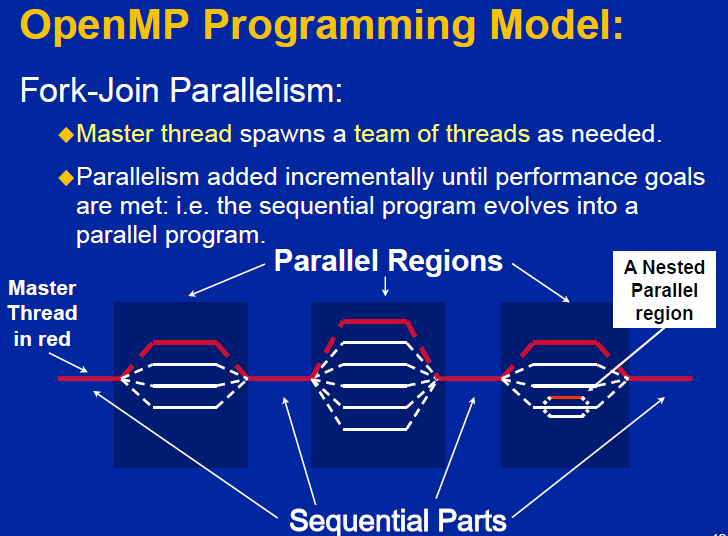 OpenMP Programming Model:
Fork-Join Parallelism:
◆Master thread spawns a team of threads as needed.
◆Parallelism added incrementally until performance goals
are met: i.e. the sequential program evolves into a
parallel program.
Parallel Regions
A Nested
Parallel
region
Master
Thread
in red
Sequential Parts